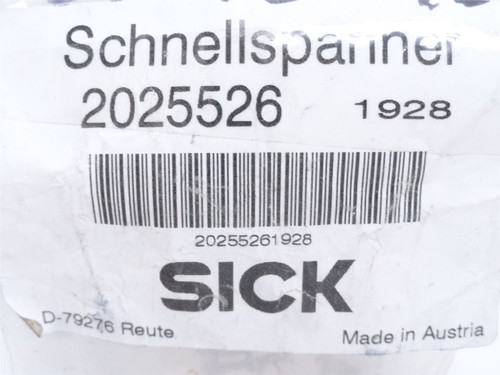 Schnellspanner
2025526 1928
20255261928
SICK
D-79276 Reute
Made in Austria